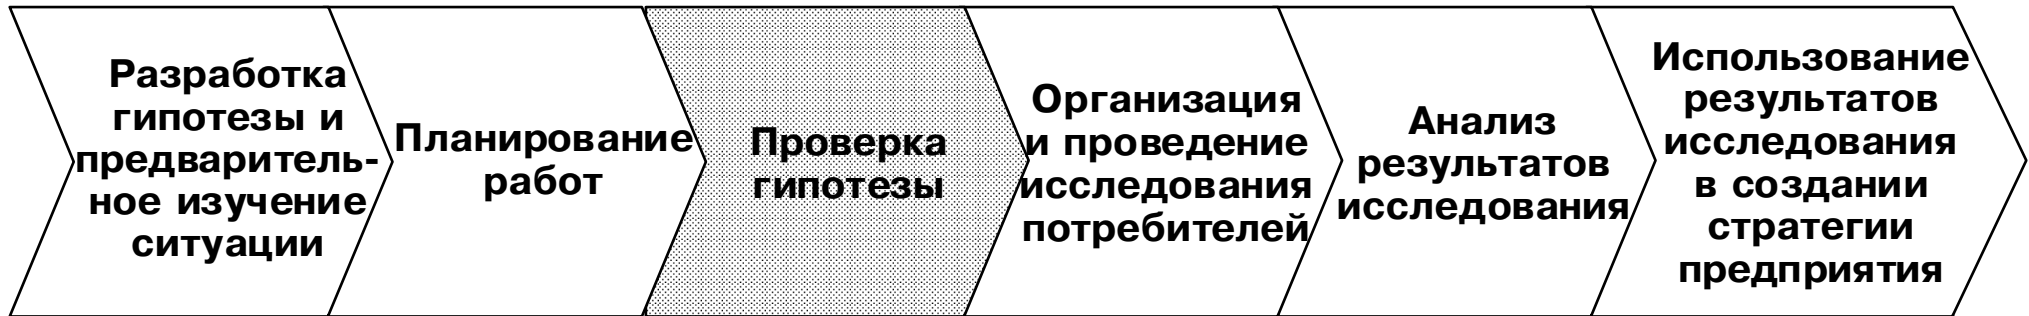 Разработка
гипотезы и
предваритель-
ное изучение
ситуации
Планирование
работ
Проверка
гипотезы
Организация
и проведение
исследования
потребителей
Анализ
результатов
исследования
Использование
результатов
исследования
в создании
стратегии
предприятия